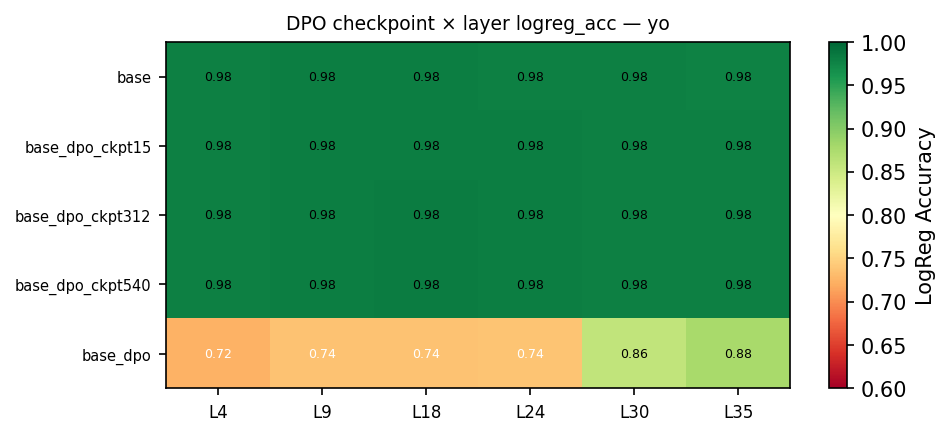 DPO checkpoint × layer logreg_acc — yo
base 0.98 0.98 0.98 0.98 0.98 0.98
base_dpo_ckpt15 0.98 0.98 0.98 0.98 0.98 0.98
base_dpo_ckpt312 0.98 0.98 0.98 0.98 0.98 0.98
base_dpo_ckpt540 0.98 0.98 0.98 0.98 0.98 0.98
base_dpo 0.72 0.74 0.74 0.74 0.86 0.88
L4 L9 L18 L24 L30 L35
1.00
0.95
0.90
0.85
0.80
0.75
0.70
0.65
0.60
LogReg Accuracy